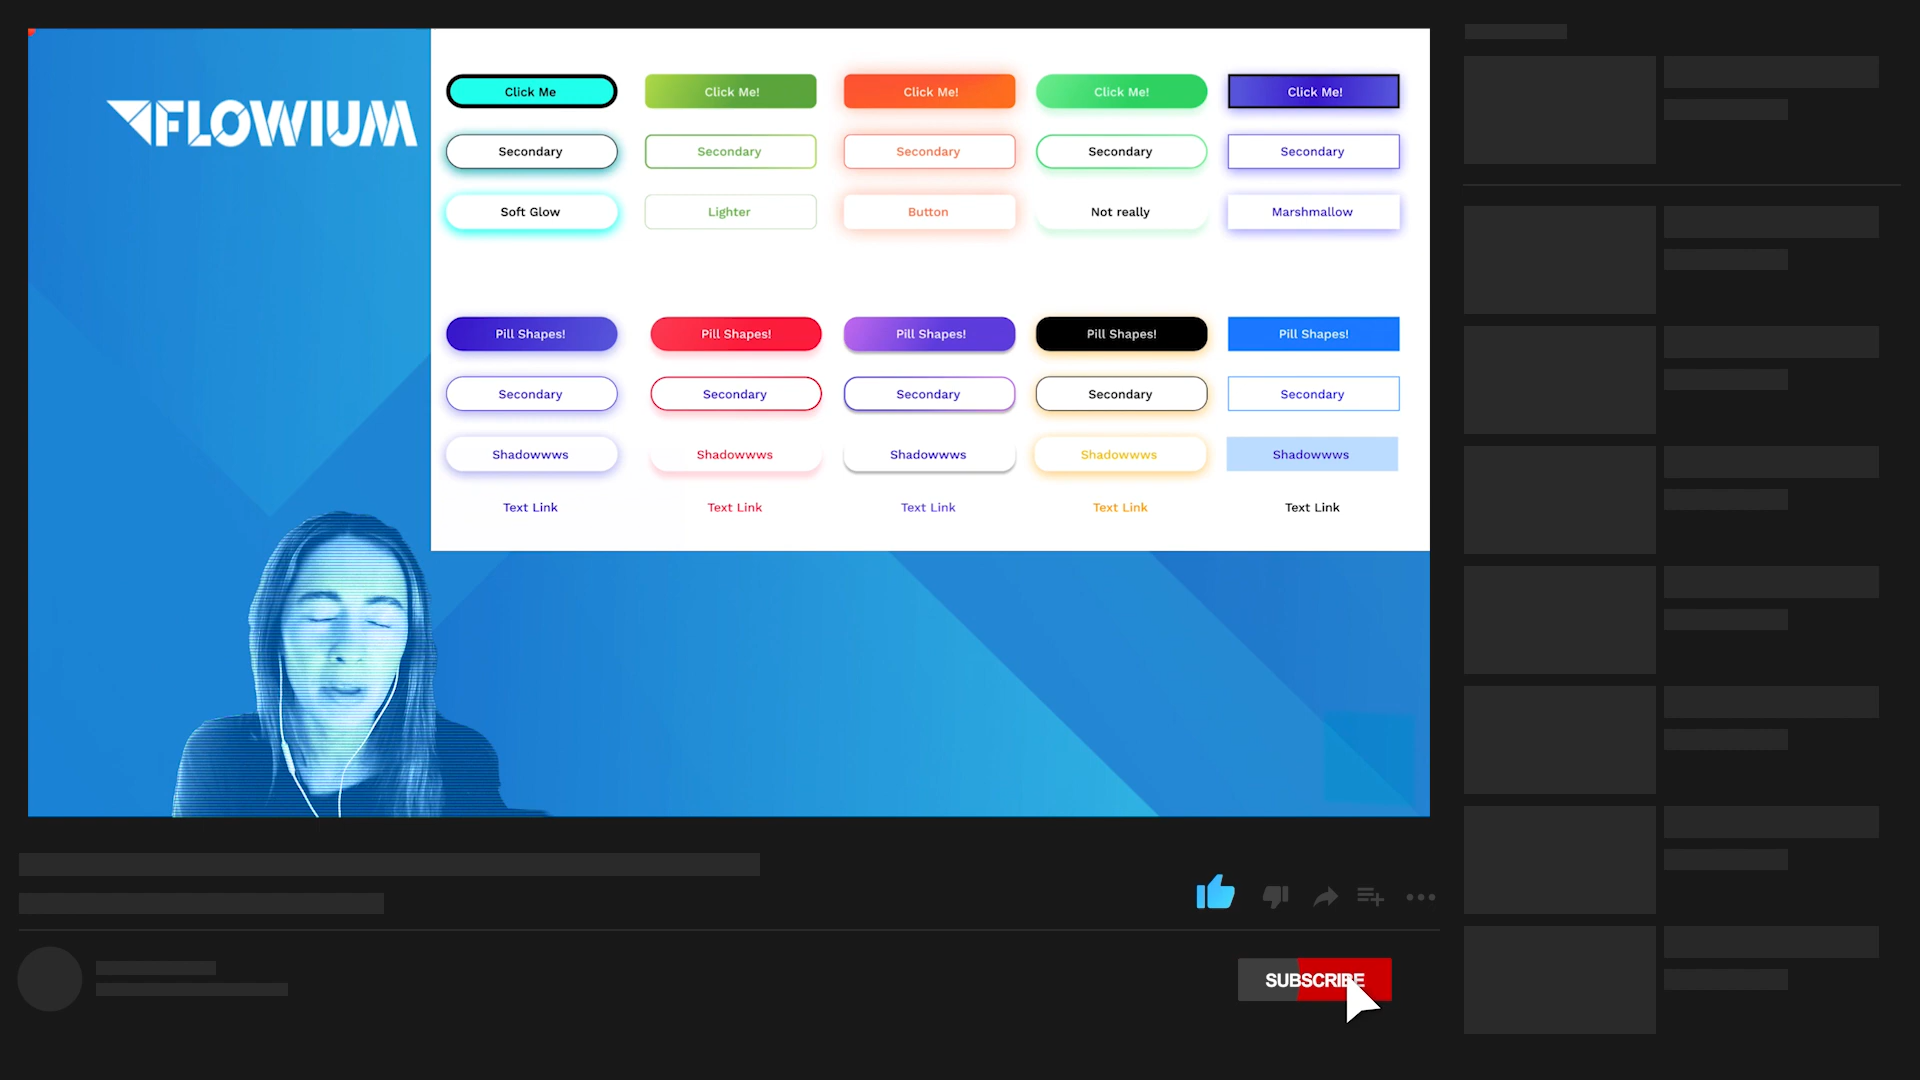 FLOWIUM
Click Me Click Me! Click Me! Click Me! Click Me!
Secondary Secondary Secondary Secondary Secondary
Soft Glow Lighter Button Not really Marshmallow
Pill Shapes! Pill Shapes! Pill Shapes! Pill Shapes! Pill Shapes!
Secondary Secondary Secondary Secondary Secondary
Shadowwws Shadowwws Shadowwws Shadowwws Shadowwws
Text Link Text Link Text Link Text Link Text Link
SUBSCRIBE